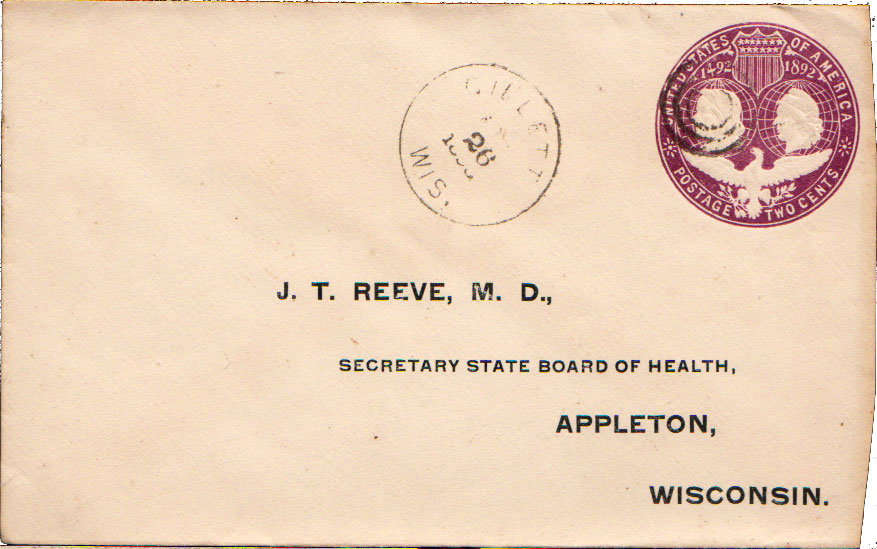 UNITED STATES OF AMERICA
1492 1892
POSTAGE TWO CENTS.
GILLETT
26
WIS.
J. T. REEVE, M. D.,
SECRETARY STATE BOARD OF HEALTH,
APPLETON,
WISCONSIN.